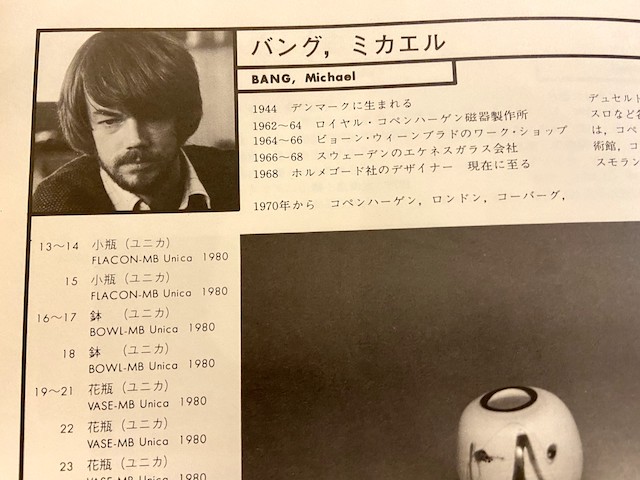 バング，ミカエル
BANG, Michael
1944　デンマークに生まれる
1962〜64　ロイヤル・コペンハーゲン磁器製作所
1964〜66　ビョーン・ウィーンブラドのワーク・ショップ
1966〜68　スウェーデンのエケネスガラス会社
1968　ホルメゴード社のデザイナー　現在に至る
1970年から　コペンハーゲン，ロンドン，コーバーグ，
デュセルド
スロなど各
は，コペ
術館，コ
スモラン
13〜14　小瓶（ユニカ）
FLACON-MB Unica　1980
15　小瓶（ユニカ）
FLACON-MB Unica　1980
16〜17　鉢　（ユニカ）
BOWL-MB Unica　1980
18　鉢　（ユニカ）
BOWL-MB Unica　1980
19〜21　花瓶（ユニカ）
VASE-MB Unica　1980
22　花瓶（ユニカ）
VASE-MB Unica　1980
23　花瓶（ユニカ）
VASE-MB Unica　1980